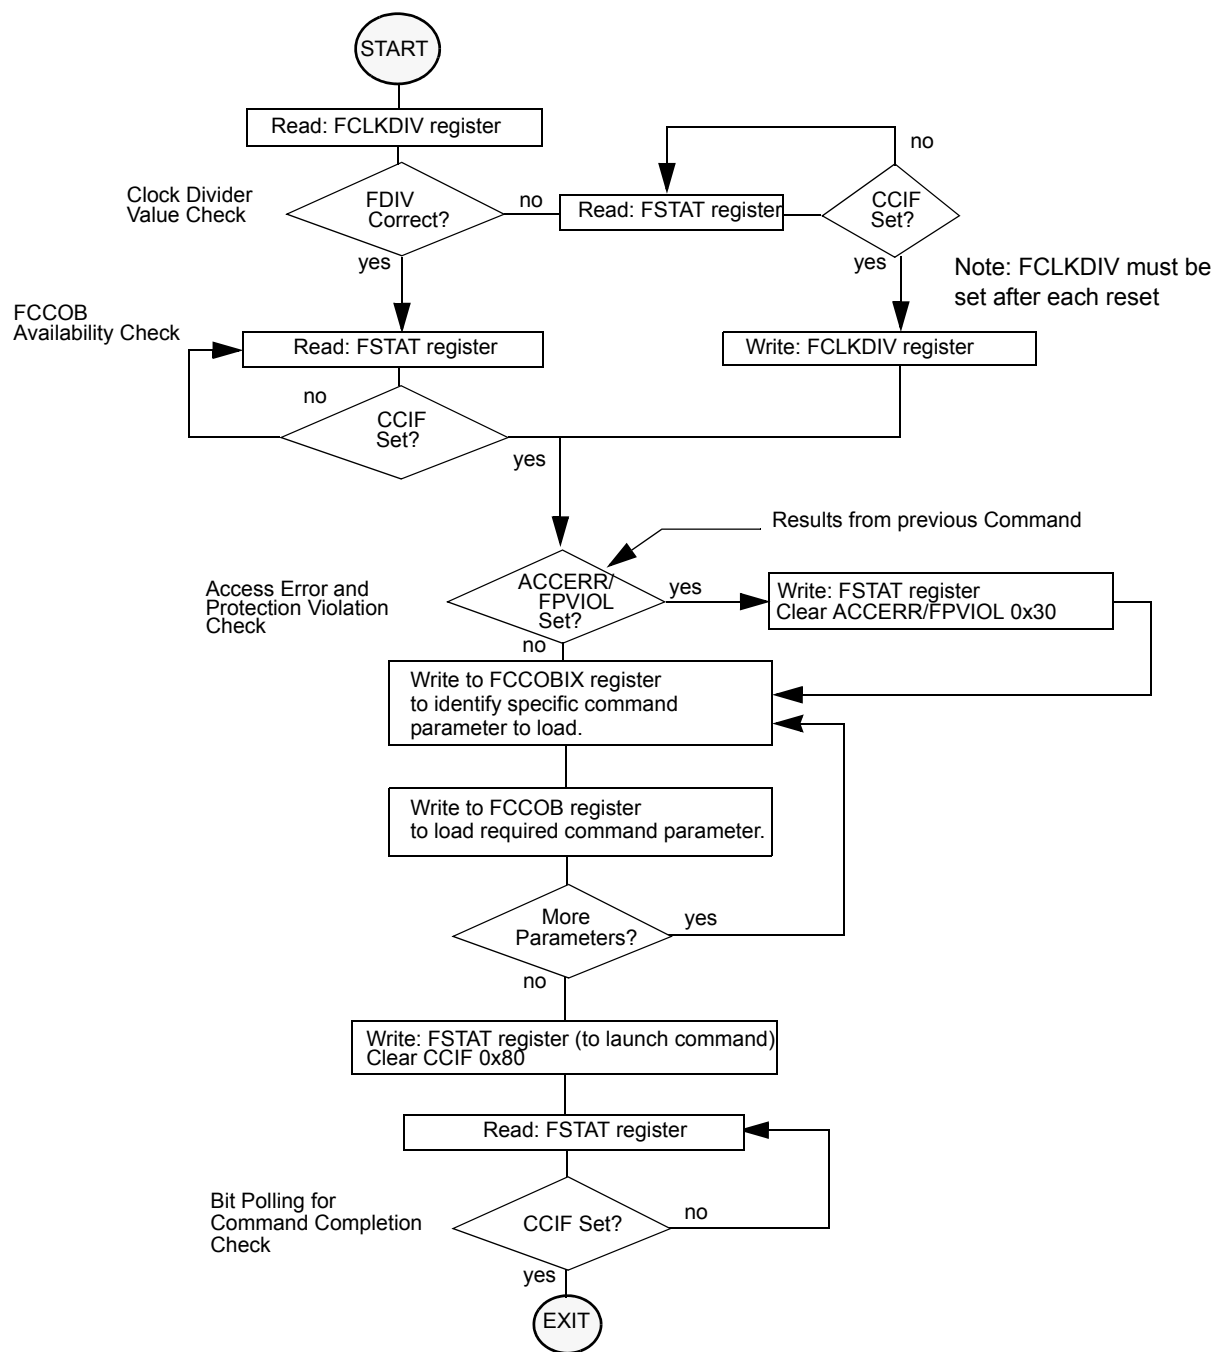 START
Read: FCLKDIV register
no
Clock Divider
Value Check
FDIV
Correct?
no
Read: FSTAT register
CCIF
Set?
yes
yes
Note: FCLKDIV must be
set after each reset
FCCOB
Availability Check
Read: FSTAT register
Write: FCLKDIV register
no
CCIF
Set?
yes
Results from previous Command
Access Error and
Protection Violation
Check
ACCERR/
FPVIOL
Set?
yes
Write: FSTAT register
Clear ACCERR/FPVIOL 0x30
no
Write to FCCOBIX register
to identify specific command
parameter to load.
Write to FCCOB register
to load required command parameter.
More
Parameters?
yes
no
Write: FSTAT register (to launch command)
Clear CCIF 0x80
Read: FSTAT register
Bit Polling for
Command Completion
Check
CCIF Set?
no
yes
EXIT